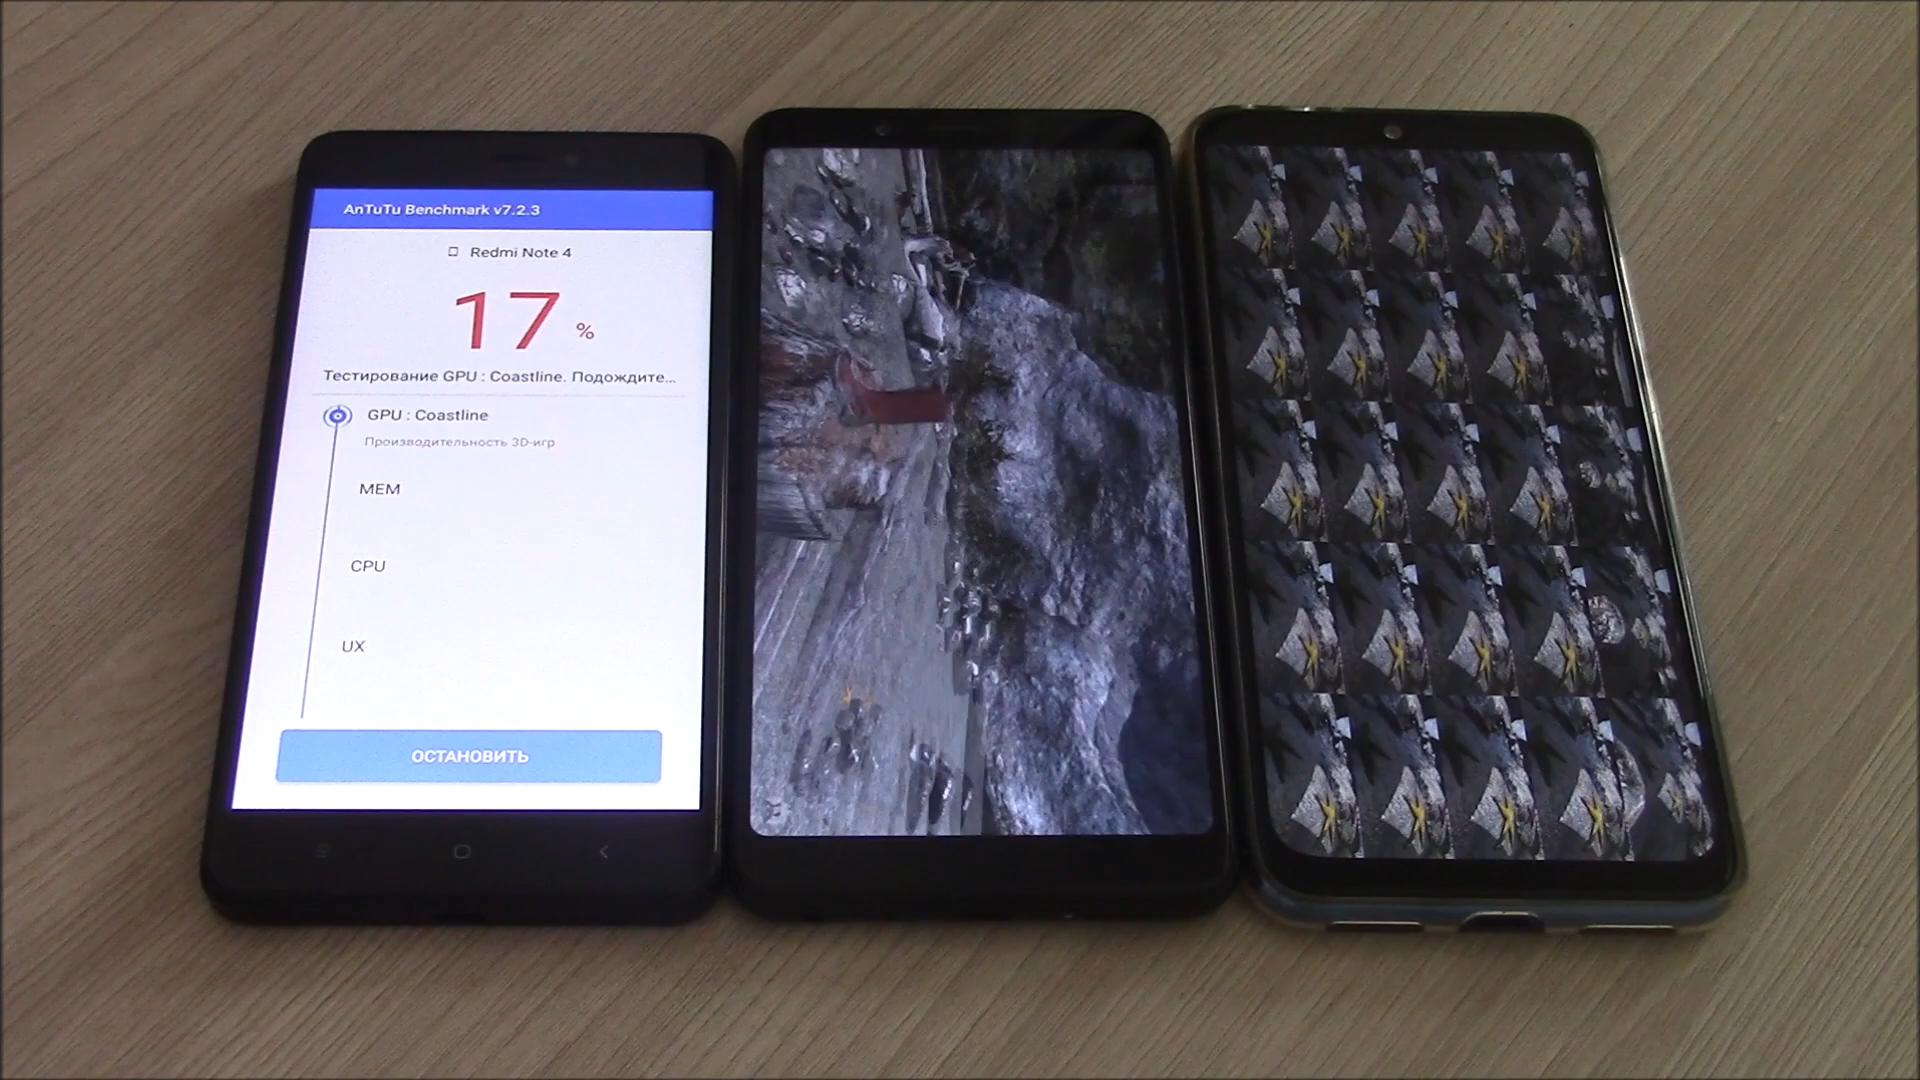 AnTuTu Benchmark v7.2.3
Redmi Note 4
17 %
Тестирование GPU : Coastline. Подождите...
GPU : Coastline
Производительность 3D-игр
MEM
CPU
UX
ОСТАНОВИТЬ